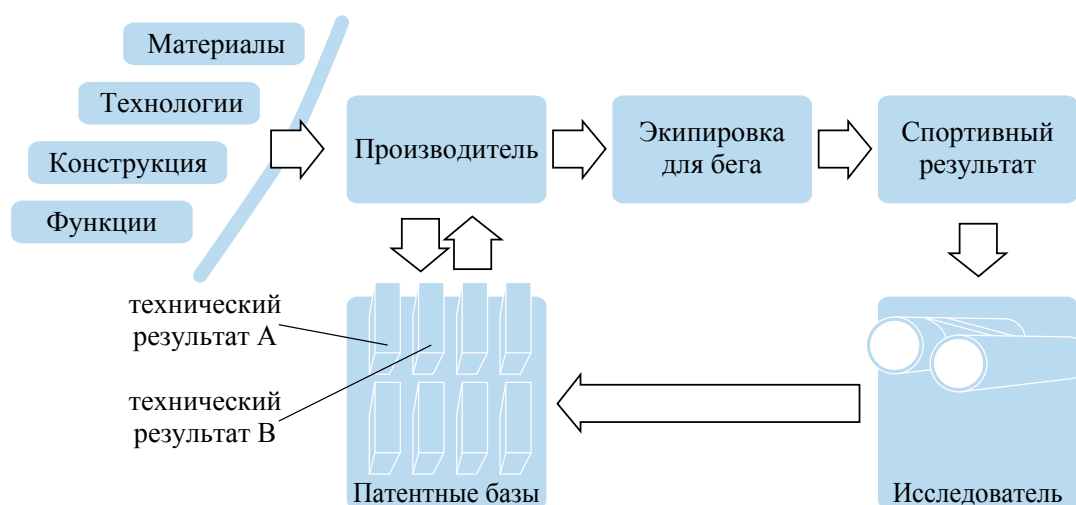 Материалы
Технологии
Конструкция
Функции
Производитель
Экипировка
для бега
Спортивный
результат
технический
результат А
технический
результат В
Патентные базы
Исследователь